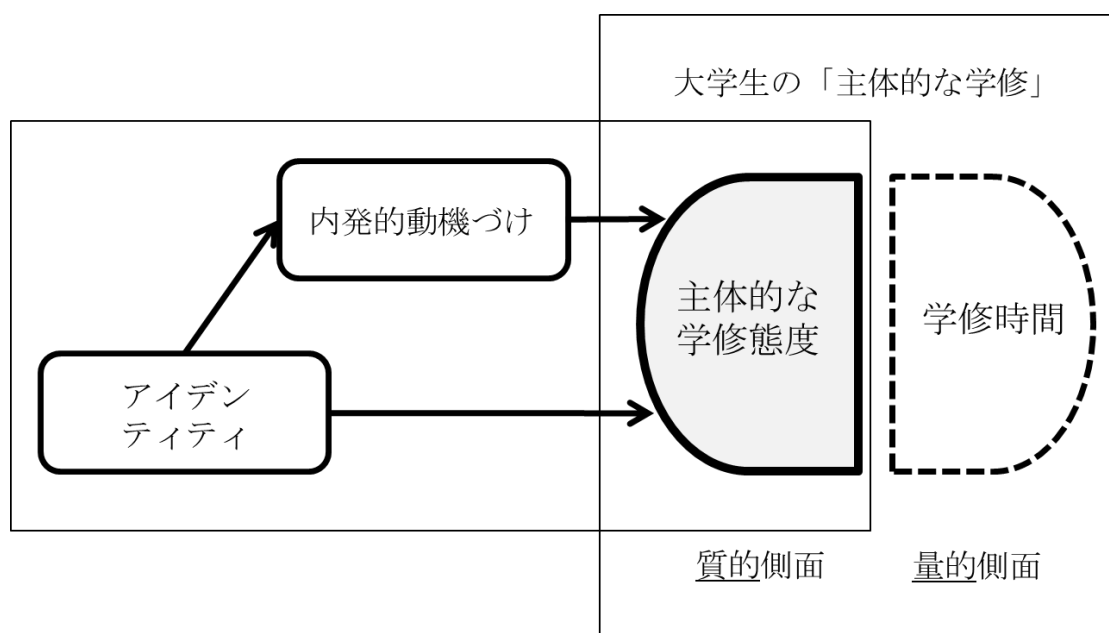 大学生の「主体的な学修」
内発的動機づけ
主体的な
学修態度
学修時間
アイデン
ティティ
質的側面
量的側面